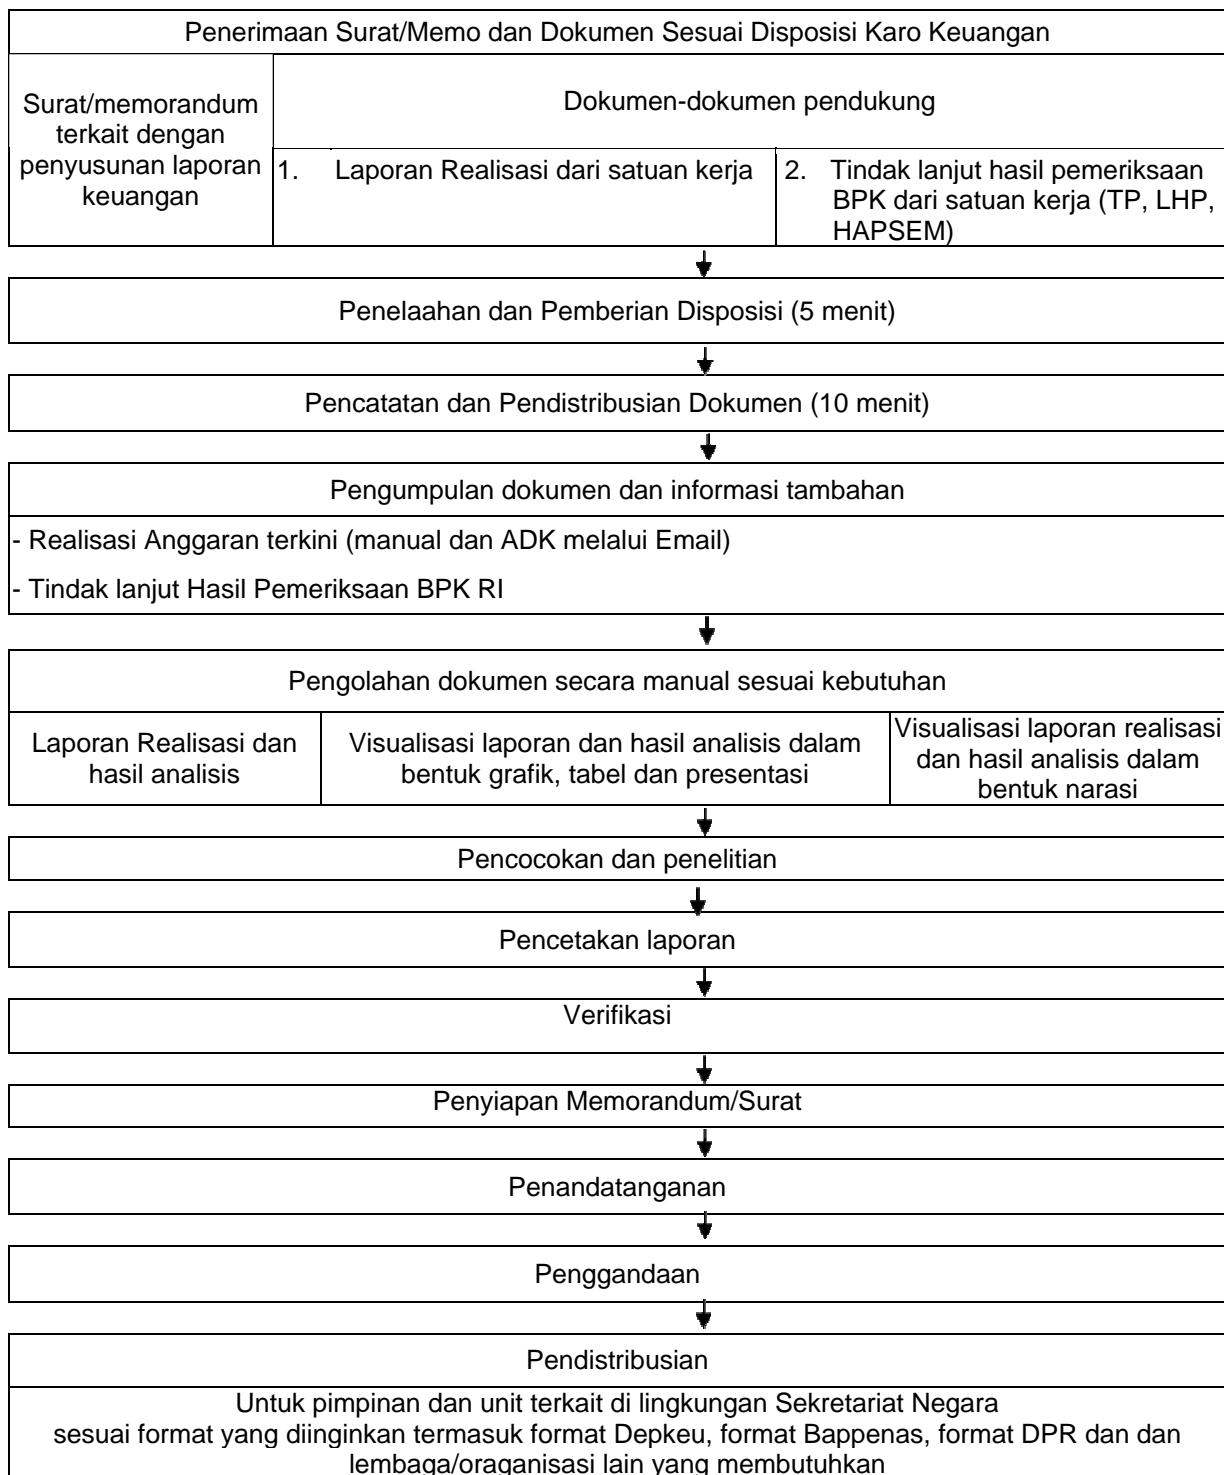 Penerimaan Surat/Memo dan Dokumen Sesuai Disposisi Karo Keuangan
Surat/memorandum
terkait dengan
penyusunan laporan
keuangan
Dokumen-dokumen pendukung
1. Laporan Realisasi dari satuan kerja
2. Tindak lanjut hasil pemeriksaan
BPK dari satuan kerja (TP, LHP,
HAPSEM)
Penelaahan dan Pemberian Disposisi (5 menit)
Pencatatan dan Pendistribusian Dokumen (10 menit)
Pengumpulan dokumen dan informasi tambahan
- Realisasi Anggaran terkini (manual dan ADK melalui Email)
- Tindak lanjut Hasil Pemeriksaan BPK RI
Pengolahan dokumen secara manual sesuai kebutuhan
Laporan Realisasi dan
hasil analisis
Visualisasi laporan dan hasil analisis dalam
bentuk grafik, tabel dan presentasi
Visualisasi laporan realisasi
dan hasil analisis dalam
bentuk narasi
Pencocokan dan penelitian
Pencetakan laporan
Verifikasi
Penyiapan Memorandum/Surat
Penandatanganan
Penggandaan
Pendistribusian
Untuk pimpinan dan unit terkait di lingkungan Sekretariat Negara
sesuai format yang diinginkan termasuk format Depkeu, format Bappenas, format DPR dan dan
lembaga/oraganisasi lain yang membutuhkan